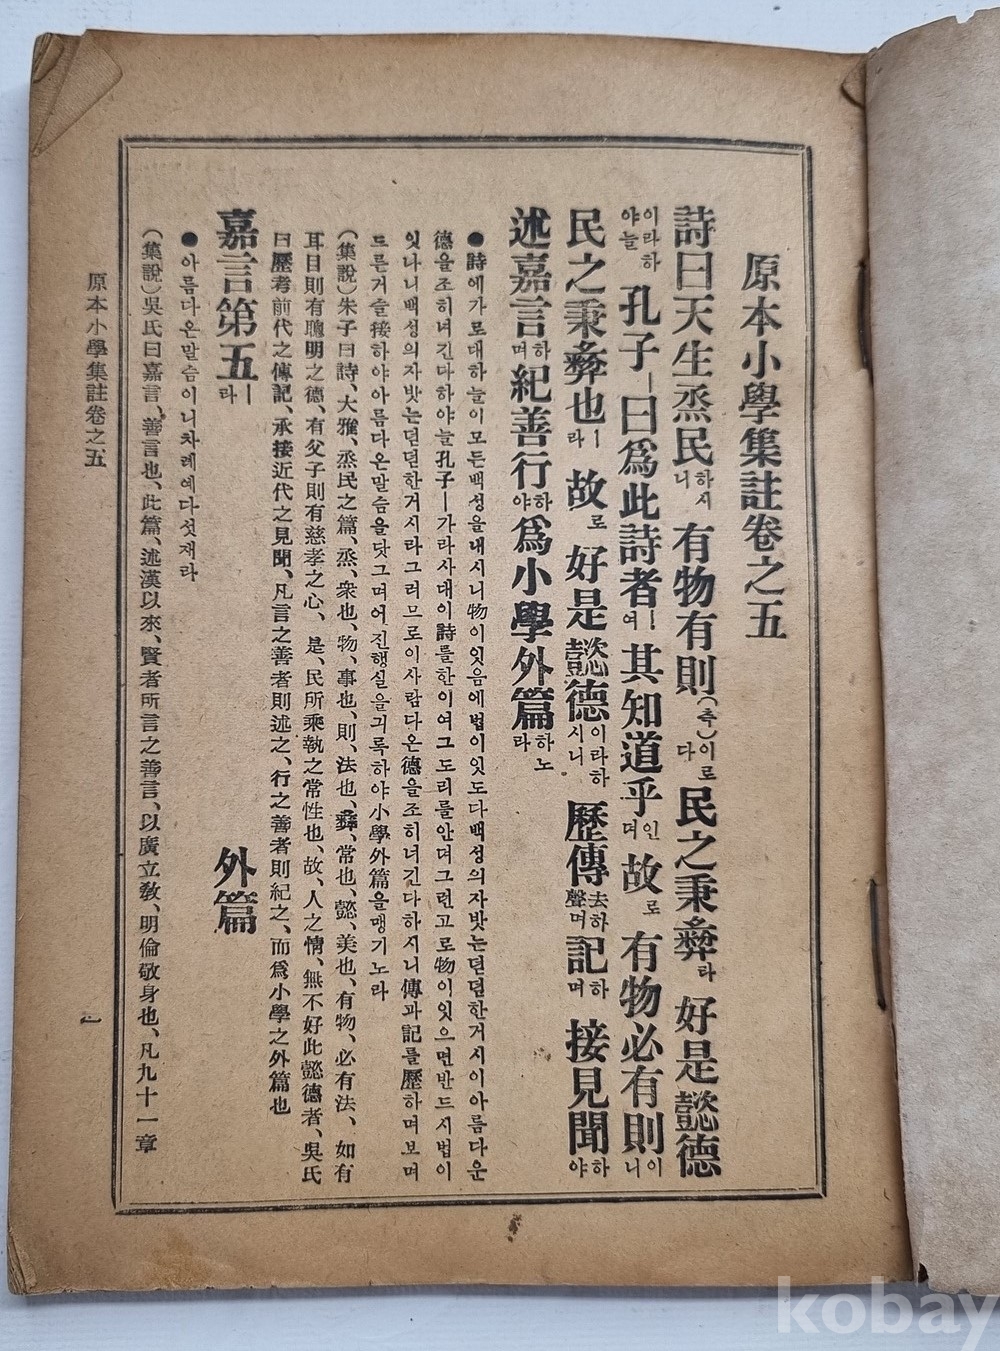 原本小學集註卷之五
詩曰天生烝民하시니有物有則(측)이로다民之秉彝라好是懿德
이라하야늘孔子ㅣ曰爲此詩者ㅣ여其知道乎인뎌故로有物必有則이니
民之秉彝也ㅣ라故로好是懿德이라하시니歷傳去聲하며記하며接見聞하야
述嘉言하며紀善行하야爲小學外篇하노라
●詩에가로대하늘이모든백성을내시니物이잇음에법이잇도다백성의자밧는뎐뎐한거시이아름다운
德을조히녀긴다하야늘孔子ㅣ가라사대이詩를한이여그도리를안뎌그런고로物이잇으면반드시법이
잇나니백성의자밧는뎐뎐한거시라그러므로이사람다온德을조히녀긴다하시니傳과記를歷하며보며
드른거슬接하야아름다온말슴을닷그며어진행실을긔록하야小學外篇을맹기노라
(集說)朱子曰詩、大雅、烝民之篇、烝、衆也、物、事也、則、法也、彝、常也、懿、美也、有物、必有法、如有
耳目則有聰明之德、有父子則有慈孝之心、是、民所秉執之常性也、故、人之情、無不好此懿德者、吳氏
曰歷考前代之傳記、承接近代之見聞、凡言之善者則述之、行之善者則紀之、而爲小學之外篇也
嘉言第五ㅣ라 外篇
●아름다온말슴이니차례예다섯재라
(集說)吳氏曰嘉言、善言也、此篇、述漢以來、賢者所言之善言、以廣立敎、明倫敬身也、凡九十一章
原本小學集註卷之五 一
kobay